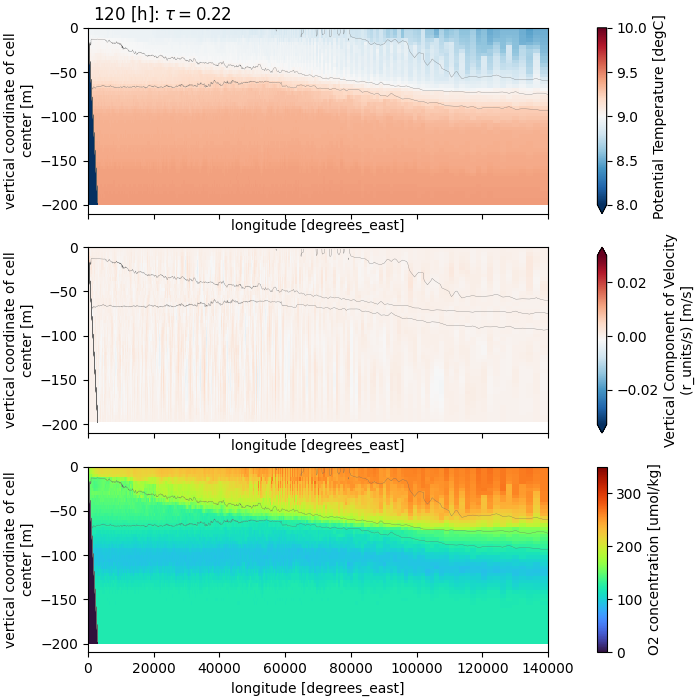 120 [h]: τ = 0.22
0
−50
−100
−150
−200
vertical coordinate of cell
center [m]
longitude [degrees_east]
10.0
9.5
9.0
8.5
8.0
Potential Temperature [degC]
0
−50
−100
−150
−200
vertical coordinate of cell
center [m]
longitude [degrees_east]
0.02
0.00
−0.02
Vertical Component of Velocity
(r_units/s) [m/s]
0
−50
−100
−150
−200
vertical coordinate of cell
center [m]
0 20000 40000 60000 80000 100000 120000 140000
longitude [degrees_east]
300
200
100
0
O2 concentration [umol/kg]